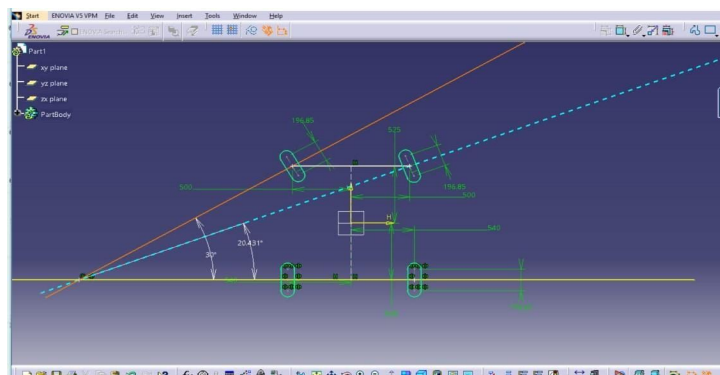 Start ENOVIA V5 VPM File Edit View Insert Tools Window Help
ENOVIA
Part1
xy plane
yz plane
zx plane
PartBody
196.85
525
500
196.85
500
H
540
20.431°